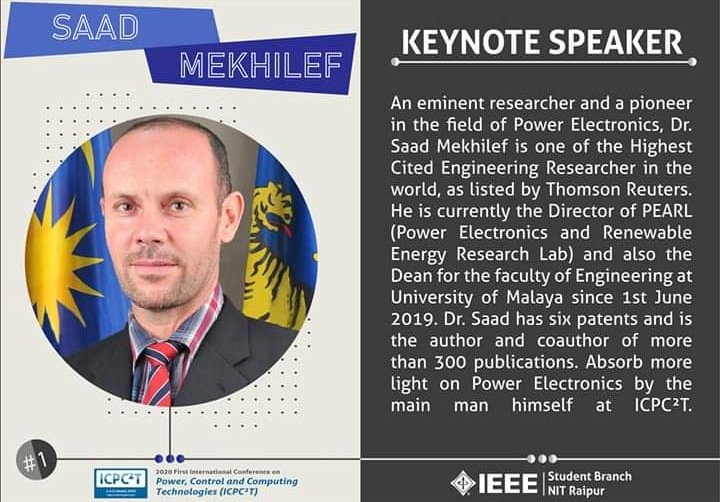 SAAD
MEKHILEF
KEYNOTE SPEAKER
An eminent researcher and a pioneer
in the field of Power Electronics, Dr.
Saad Mekhilef is one of the Highest
Cited Engineering Researcher in the
world, as listed by Thomson Reuters.
He is currently the Director of PEARL
(Power Electronics and Renewable
Energy Research Lab) and also the
Dean for the faculty of Engineering at
University of Malaya since 1st June
2019. Dr. Saad has six patents and is
the author and coauthor of more
than 300 publications. Absorb more
light on Power Electronics by the
main man himself at ICPC²T.
#1
ICPC²T
2020 First International Conference on
Power, Control and Computing
Technologies (ICPC²T)
IEEE
Student Branch
NIT Raipur